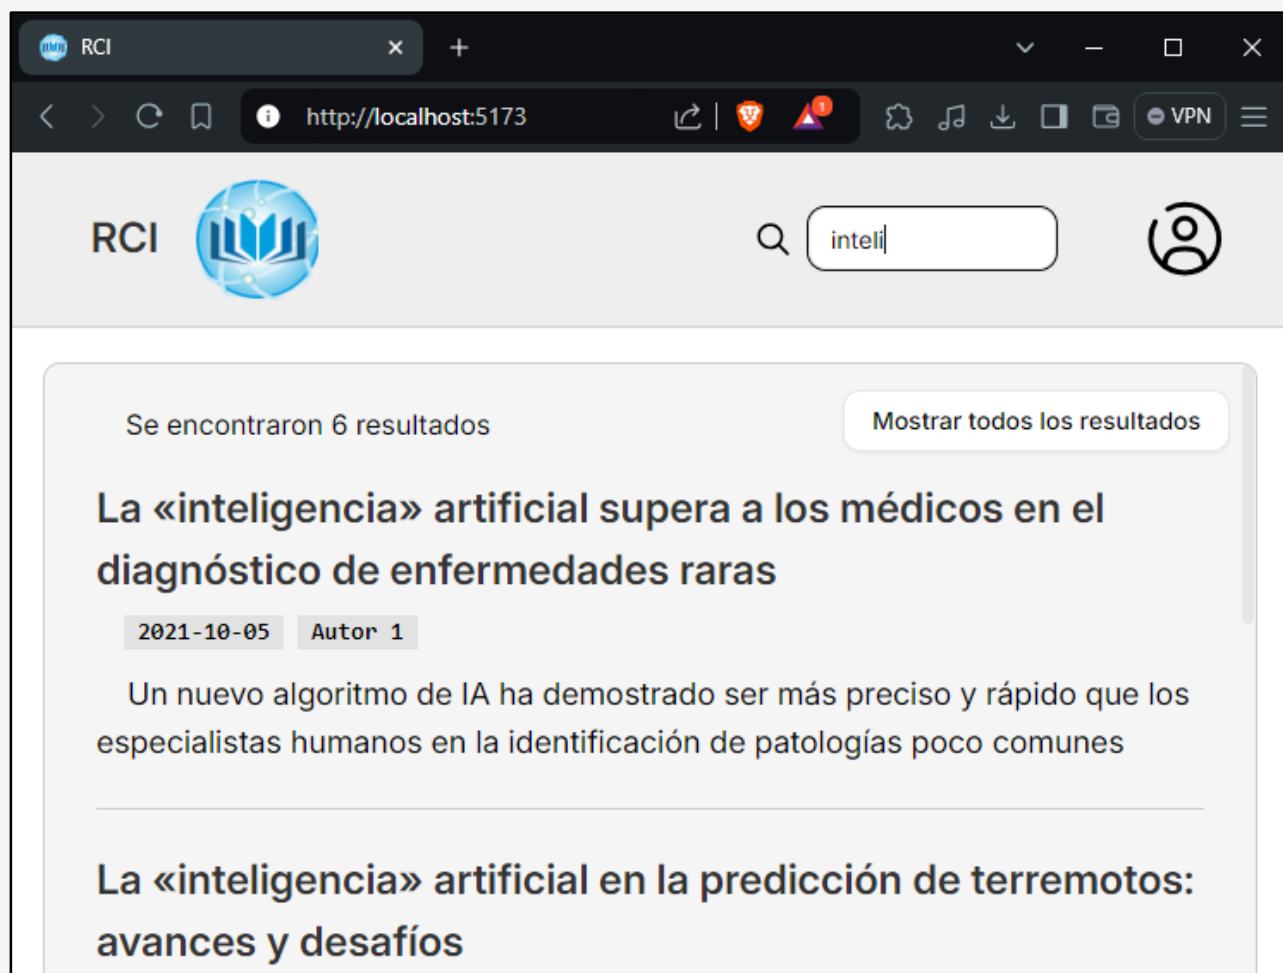 RCI
http://localhost:5173
1
VPN
RCI
inteli
Se encontraron 6 resultados
Mostrar todos los resultados
La «inteligencia» artificial supera a los médicos en el
diagnóstico de enfermedades raras
2021-10-05 Autor 1
Un nuevo algoritmo de IA ha demostrado ser más preciso y rápido que los
especialistas humanos en la identificación de patologías poco comunes
La «inteligencia» artificial en la predicción de terremotos:
avances y desafíos